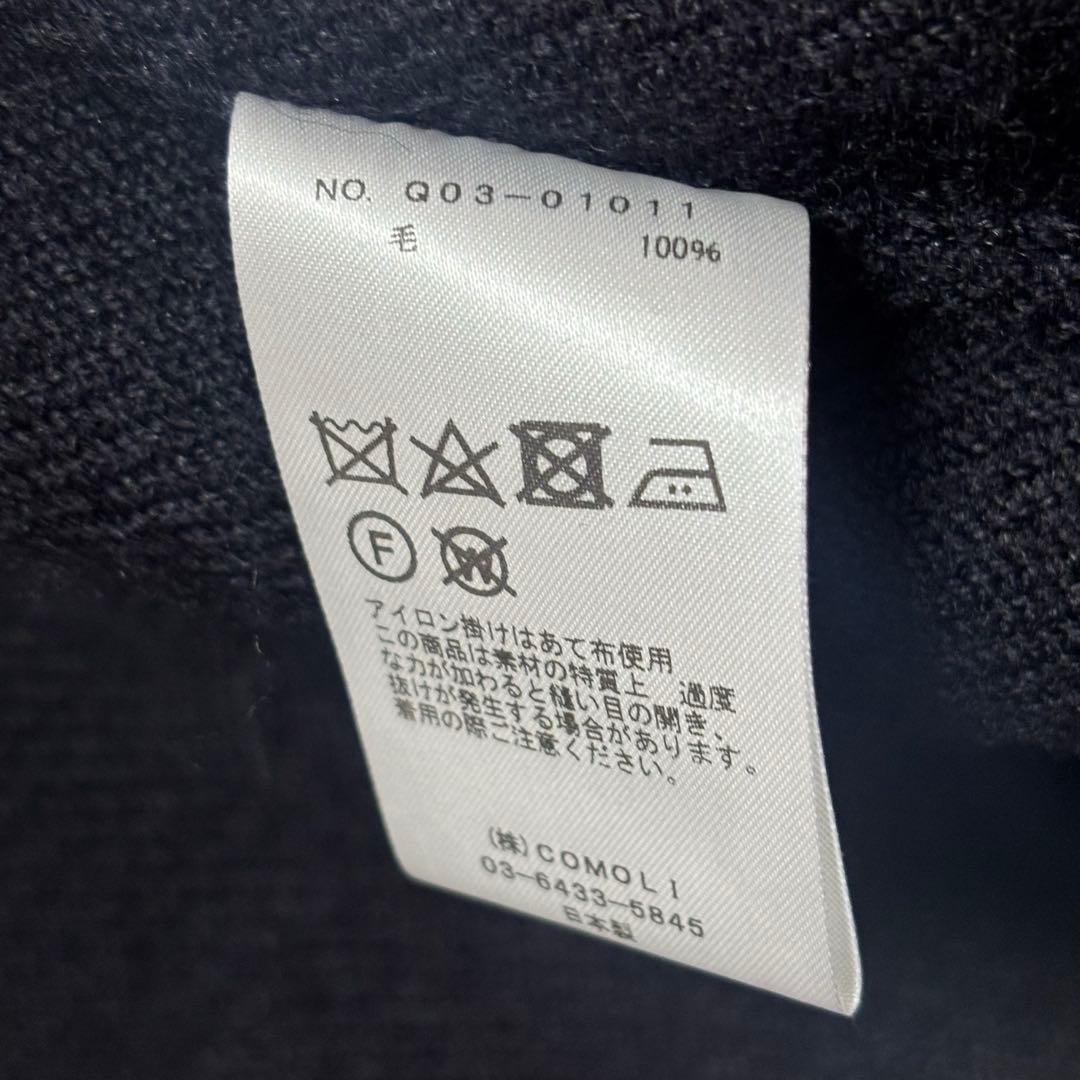 NO. Q03-01011
毛 100%
F
W
アイロン掛けはあて布使用
この商品は素材の特質上 過度
な力が加わると縫い目の開き、
抜けが発生する場合があります。
着用の際ご注意ください。
(株)COMOLI
03-6433-5845
日本製